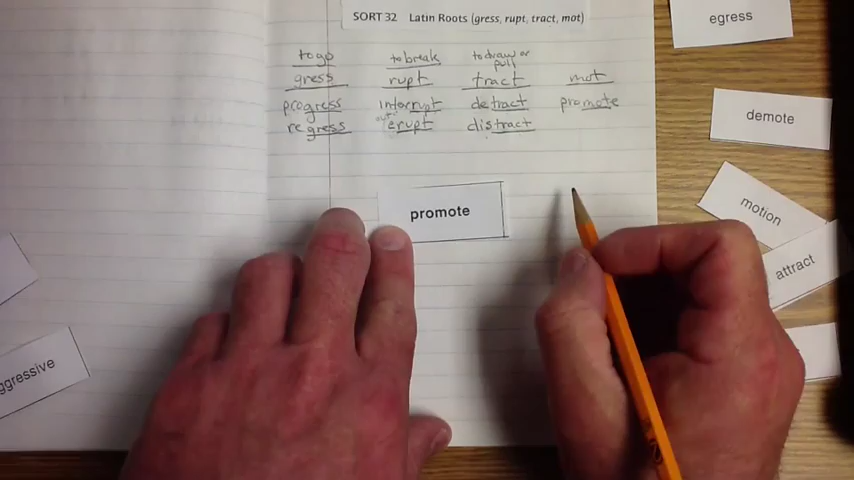 SORT 32 Latin Roots (gress, rupt, tract, mot)
egress
to go to break to draw or pull
gress rupt tract mot
progress interrupt detract promote
out
regress erupt distract
demote
promote
motion
attract
ggressive